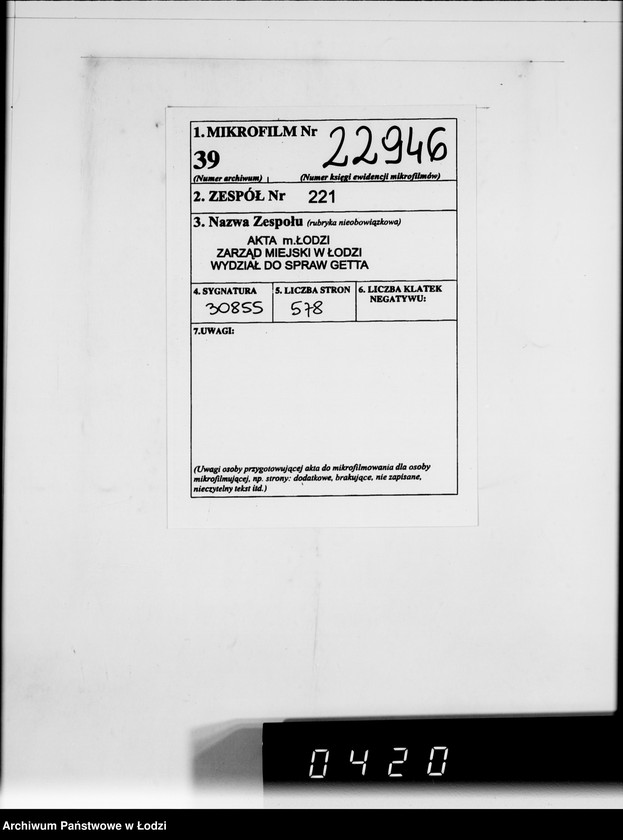 1. MIKROFILM Nr 22946
39
(Numer archiwum) (Numer księgi ewidencji mikrofilmów)
2. ZESPÓŁ Nr 221
3. Nazwa Zespołu (rubryka nieobowiązkowa)
AKTA m.ŁODZI
ZARZĄD MIEJSKI W ŁODZI
WYDZIAŁ DO SPRAW GETTA
4. SYGNATURA 5. LICZBA STRON 6. LICZBA KLATEK
NEGATYWU:
30855 578
7.UWAGI:
(Uwagi osoby przygotowującej akta do mikrofilmowania dla osoby
mikrofilmującej, np. strony: dodatkowe, brakujące, nie zapisane,
nieczytelny tekst itd.)
0420
Archiwum Państwowe w Łodzi